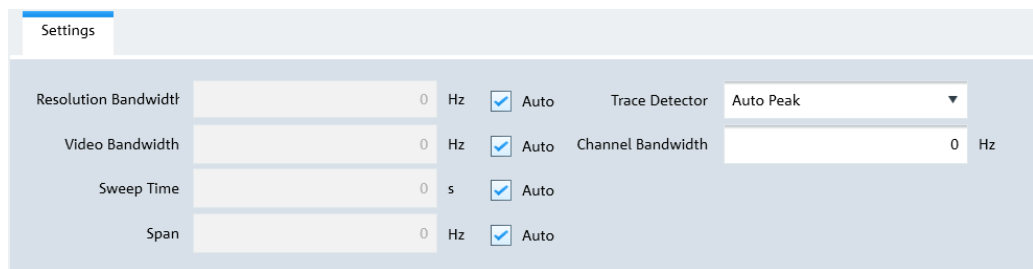 Settings
Resolution Bandwidth 0 Hz Auto Trace Detector Auto Peak
Video Bandwidth 0 Hz Auto Channel Bandwidth 0 Hz
Sweep Time 0 s Auto
Span 0 Hz Auto